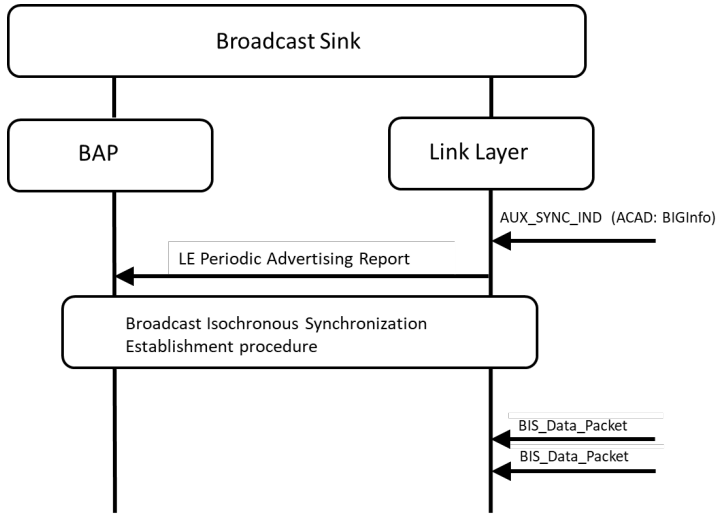 Broadcast Sink
BAP
Link Layer
AUX_SYNC_IND (ACAD: BIGInfo)
LE Periodic Advertising Report
Broadcast Isochronous Synchronization
Establishment procedure
BIS_Data_Packet
BIS_Data_Packet